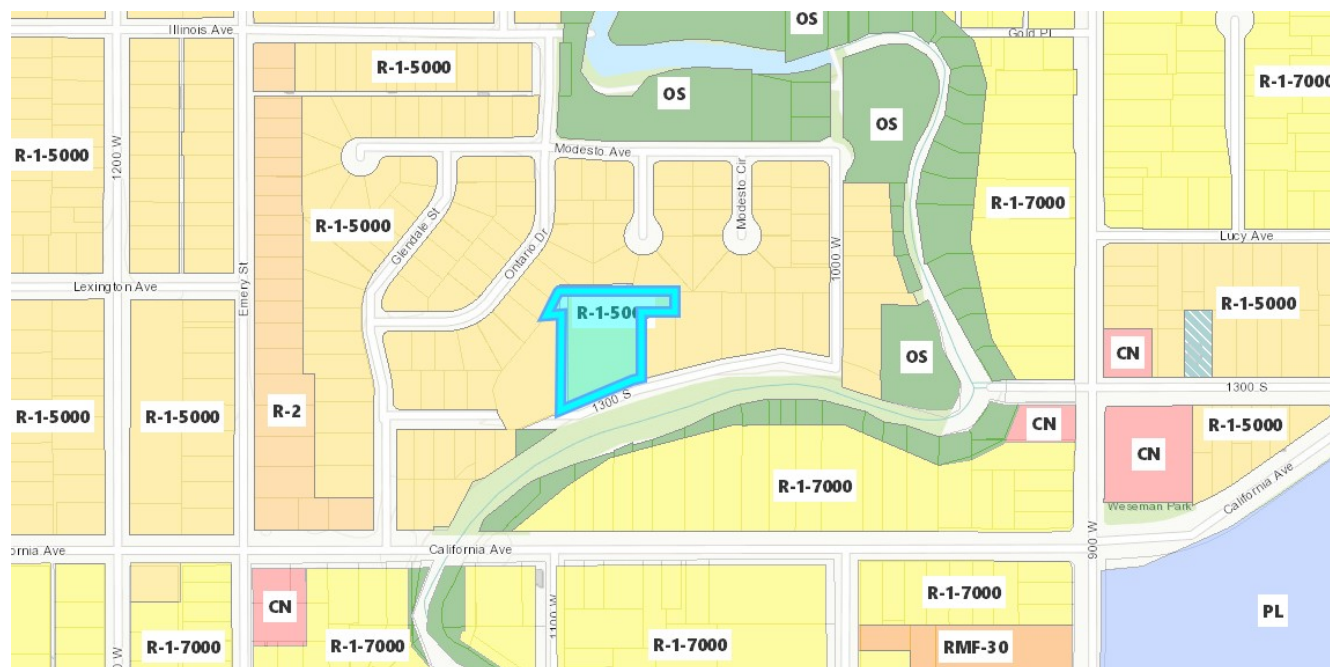 OS
Illinois Ave
Gold Pl
R-1-5000
R-1-7000
OS
OS
R-1-5000
1200 W
Modesto Ave
Modesto Cir
R-1-7000
R-1-5000
Glendale St
Ontario Dr
1000 W
Lucy Ave
Emery St
Lexington Ave
R-1-500
R-1-5000
CN
OS
1300 S
1300 S
R-1-5000
R-1-5000
R-2
CN
R-1-5000
CN
R-1-7000
California Ave
Weseman Park
900 W
ornia Ave
California Ave
CN
1100 W
R-1-7000
PL
R-1-7000
R-1-7000
R-1-7000
RMF-30